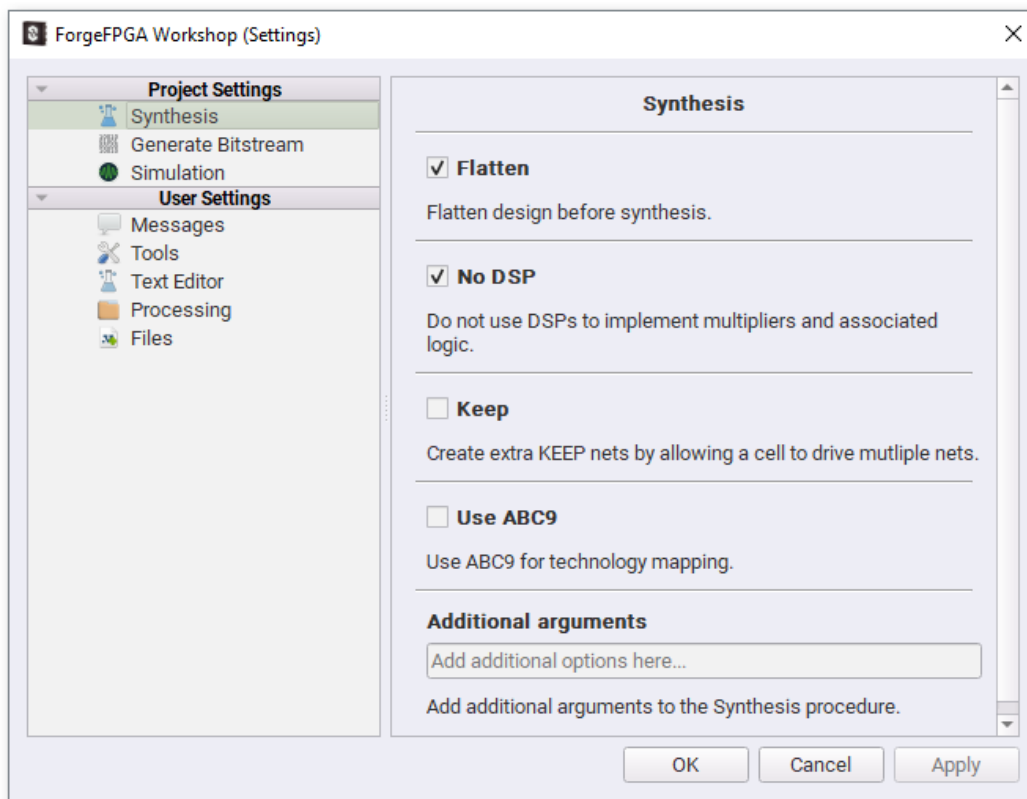 ForgeFPGA Workshop (Settings)
Project Settings
Synthesis
Generate Bitstream
Simulation
User Settings
Messages
Tools
Text Editor
Processing
Files
Synthesis
Flatten
Flatten design before synthesis.
No DSP
Do not use DSPs to implement multipliers and associated
logic.
Keep
Create extra KEEP nets by allowing a cell to drive mutliple nets.
Use ABC9
Use ABC9 for technology mapping.
Additional arguments
Add additional options here...
Add additional arguments to the Synthesis procedure.
OK
Cancel
Apply